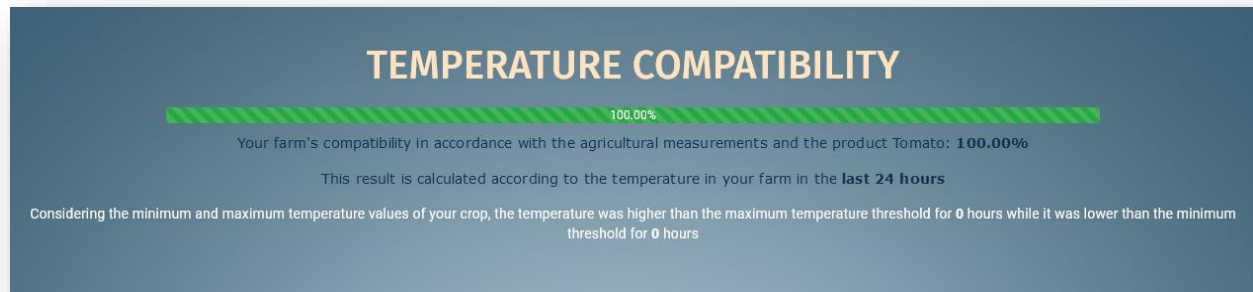 TEMPERATURE COMPATIBILITY
100.00%
Your farm's compatibility in accordance with the agricultural measurements and the product Tomato: 100.00%
This result is calculated according to the temperature in your farm in the last 24 hours
Considering the minimum and maximum temperature values of your crop, the temperature was higher than the maximum temperature threshold for 0 hours while it was lower than the minimum
threshold for 0 hours